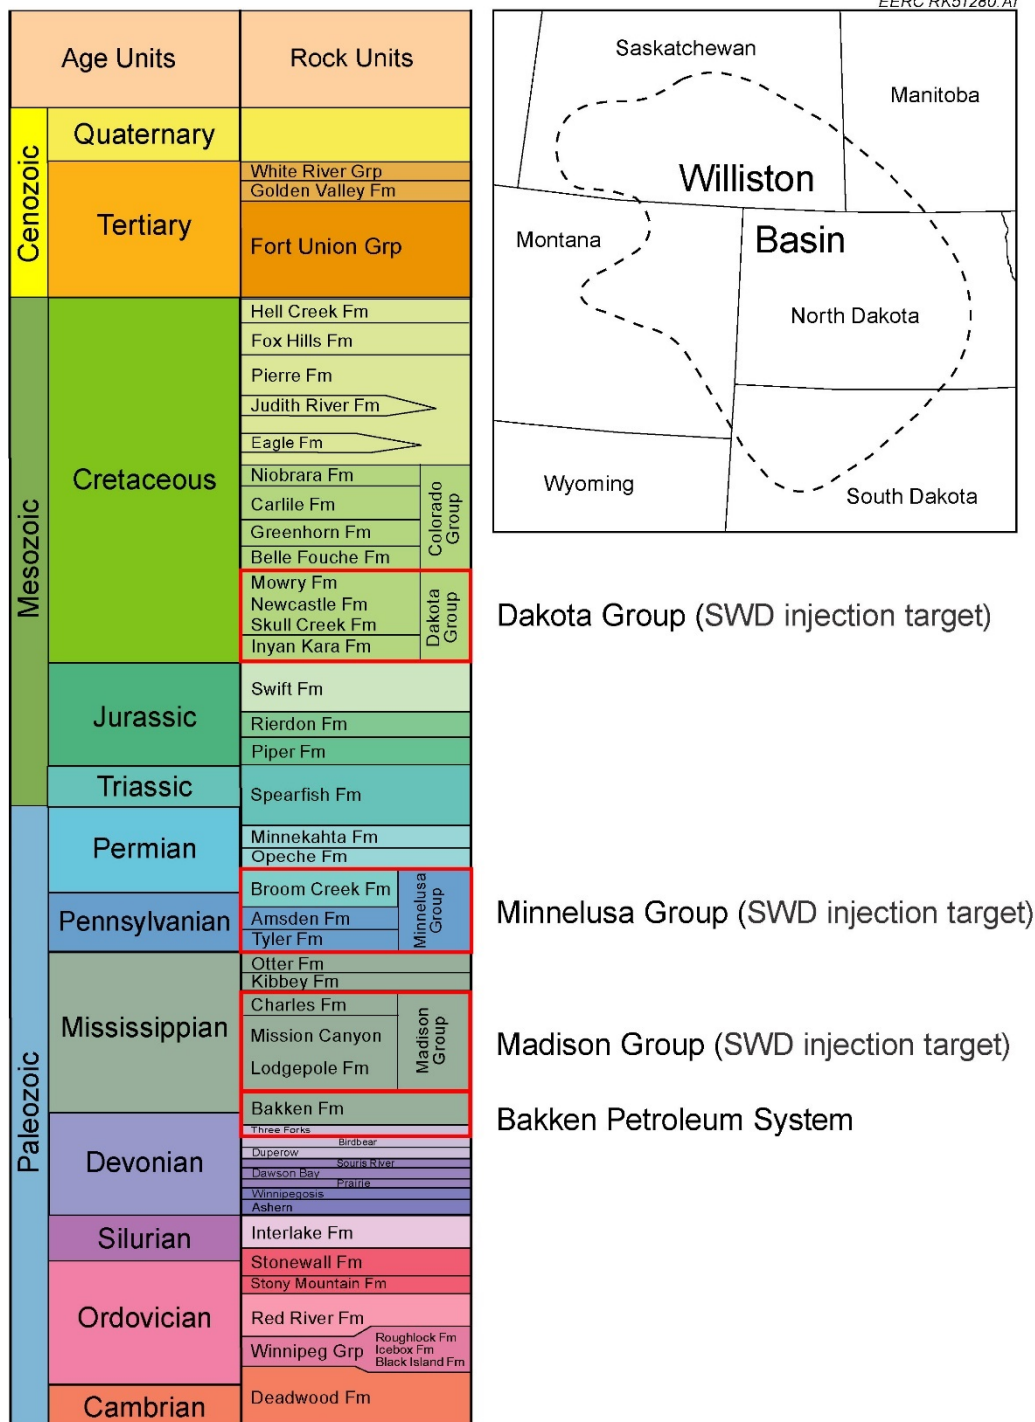 EERC RK51280.AI
Age Units
Rock Units
Cenozoic
Quaternary
Tertiary
White River Grp
Golden Valley Fm
Fort Union Grp
Mesozoic
Cretaceous
Hell Creek Fm
Fox Hills Fm
Pierre Fm
Judith River Fm
Eagle Fm
Niobrara Fm
Carlile Fm
Greenhorn Fm
Belle Fouche Fm
Colorado
Group
Mowry Fm
Newcastle Fm
Skull Creek Fm
Inyan Kara Fm
Dakota
Group
Jurassic
Swift Fm
Rierdon Fm
Piper Fm
Triassic
Spearfish Fm
Paleozoic
Permian
Minnekahta Fm
Opeche Fm
Broom Creek Fm
Pennsylvanian
Amsden Fm
Tyler Fm
Minnelusa
Group
Mississippian
Otter Fm
Kibbey Fm
Charles Fm
Mission Canyon
Lodgepole Fm
Madison
Group
Bakken Fm
Devonian
Three Forks
Birdbear
Duperow
Souris River
Dawson Bay
Prairie
Winnipegosis
Ashern
Silurian
Interlake Fm
Ordovician
Stonewall Fm
Stony Mountain Fm
Red River Fm
Winnipeg Grp
Roughlock Fm
Icebox Fm
Black Island Fm
Cambrian
Deadwood Fm
Saskatchewan
Manitoba
Williston
Basin
Montana
North Dakota
Wyoming
South Dakota
Dakota Group (SWD injection target)
Minnelusa Group (SWD injection target)
Madison Group (SWD injection target)
Bakken Petroleum System